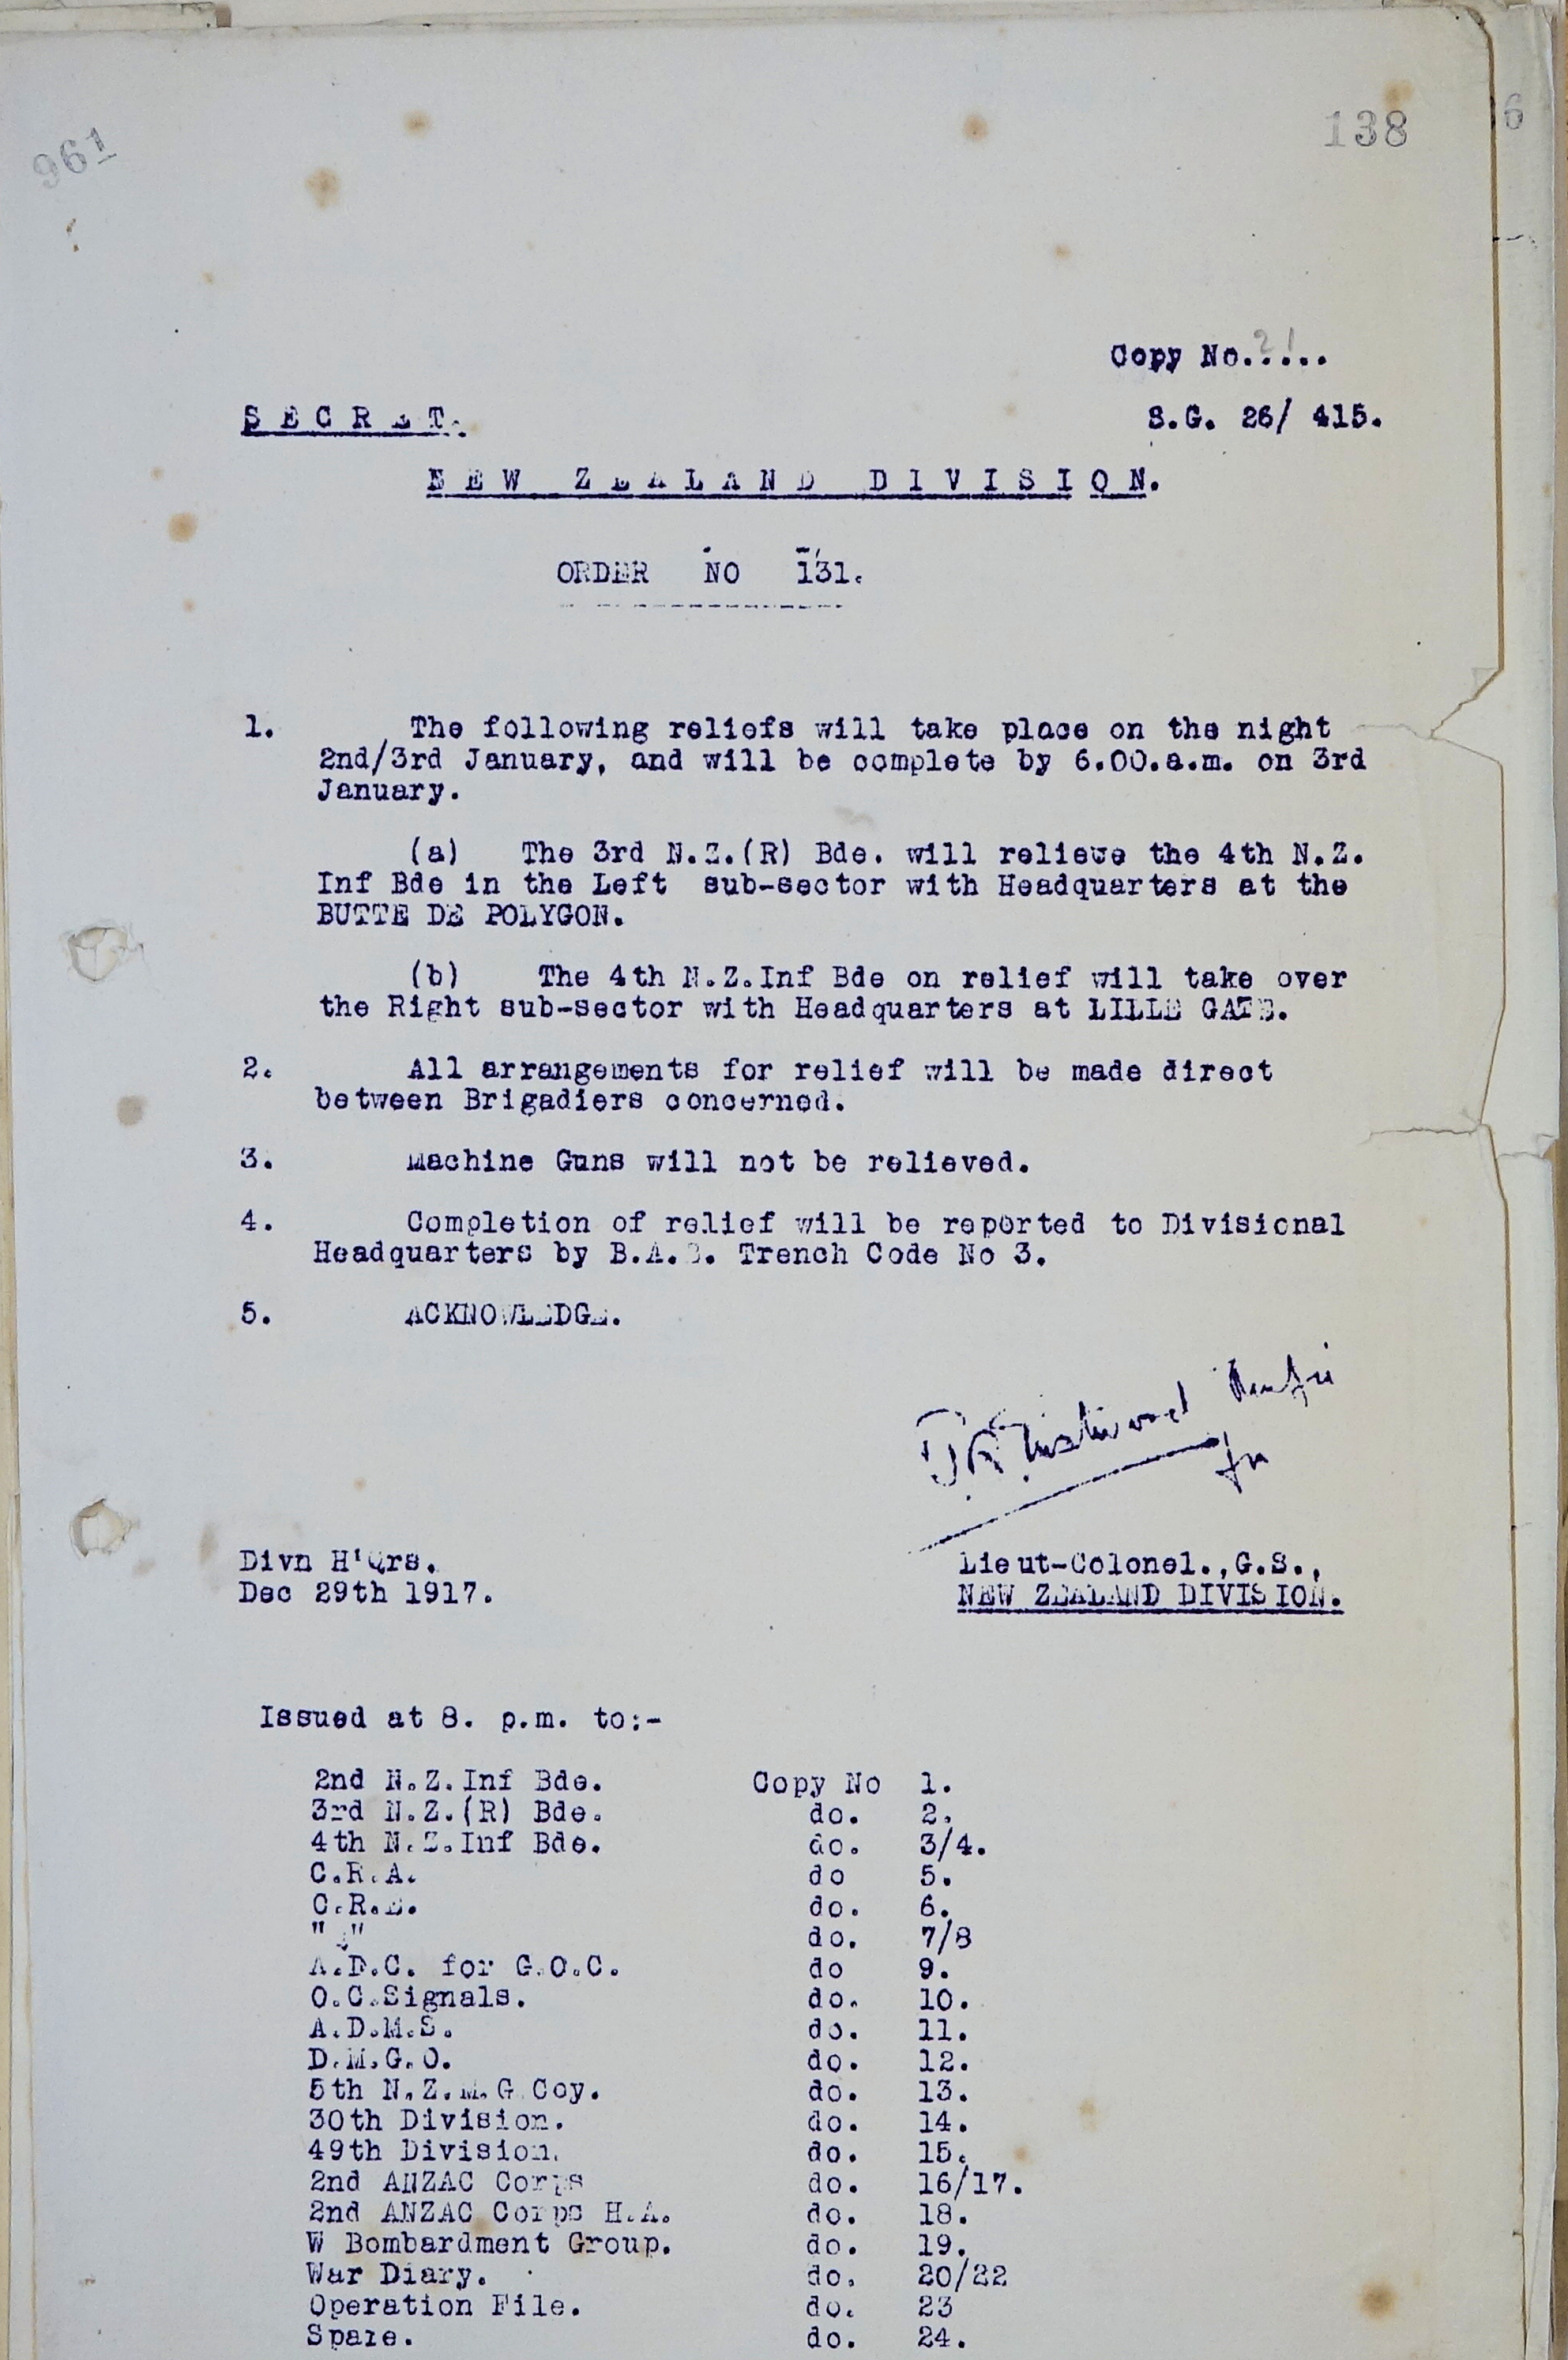 961
138
6
Copy No.21....
SECRET.
S.G. 26/ 415.
NEW ZEALAND DIVISION.
ORDER NO 131.
1. The following reliefs will take place on the night
2nd/3rd January, and will be complete by 6.00.a.m. on 3rd
January.
(a) The 3rd N.Z.(R) Bde. will relieve the 4th N.Z.
Inf Bde in the Left sub-sector with Headquarters at the
BUTTE DE POLYGON.
(b) The 4th N.Z.Inf Bde on relief will take over
the Right sub-sector with Headquarters at LILLE GATE.
2. All arrangements for relief will be made direct
between Brigadiers concerned.
3. Machine Guns will not be relieved.
4. Completion of relief will be reported to Divisional
Headquarters by B.A.B. Trench Code No 3.
5. ACKNOWLEDGE.
for
Divn H'Qrs.
Dec 29th 1917.
Lieut-Colonel.,G.S.,
NEW ZEALAND DIVISION.
Issued at 8. p.m. to:-
2nd N.Z.Inf Bde. Copy No 1.
3rd N.Z.(R) Bde. do. 2.
4th N.Z.Inf Bde. do. 3/4.
C.R.A. do 5.
C.R.E. do. 6.
" " do. 7/8
A.D.C. for G.O.C. do 9.
O.C.Signals. do. 10.
A.D.M.S. do. 11.
D.M.G.O. do. 12.
5th N.Z.M.G Coy. do. 13.
30th Division. do. 14.
49th Division. do. 15.
2nd ANZAC Corps do. 16/17.
2nd ANZAC Corps H.A. do. 18.
W Bombardment Group. do. 19.
War Diary. do. 20/22
Operation File. do. 23
Spare. do. 24.